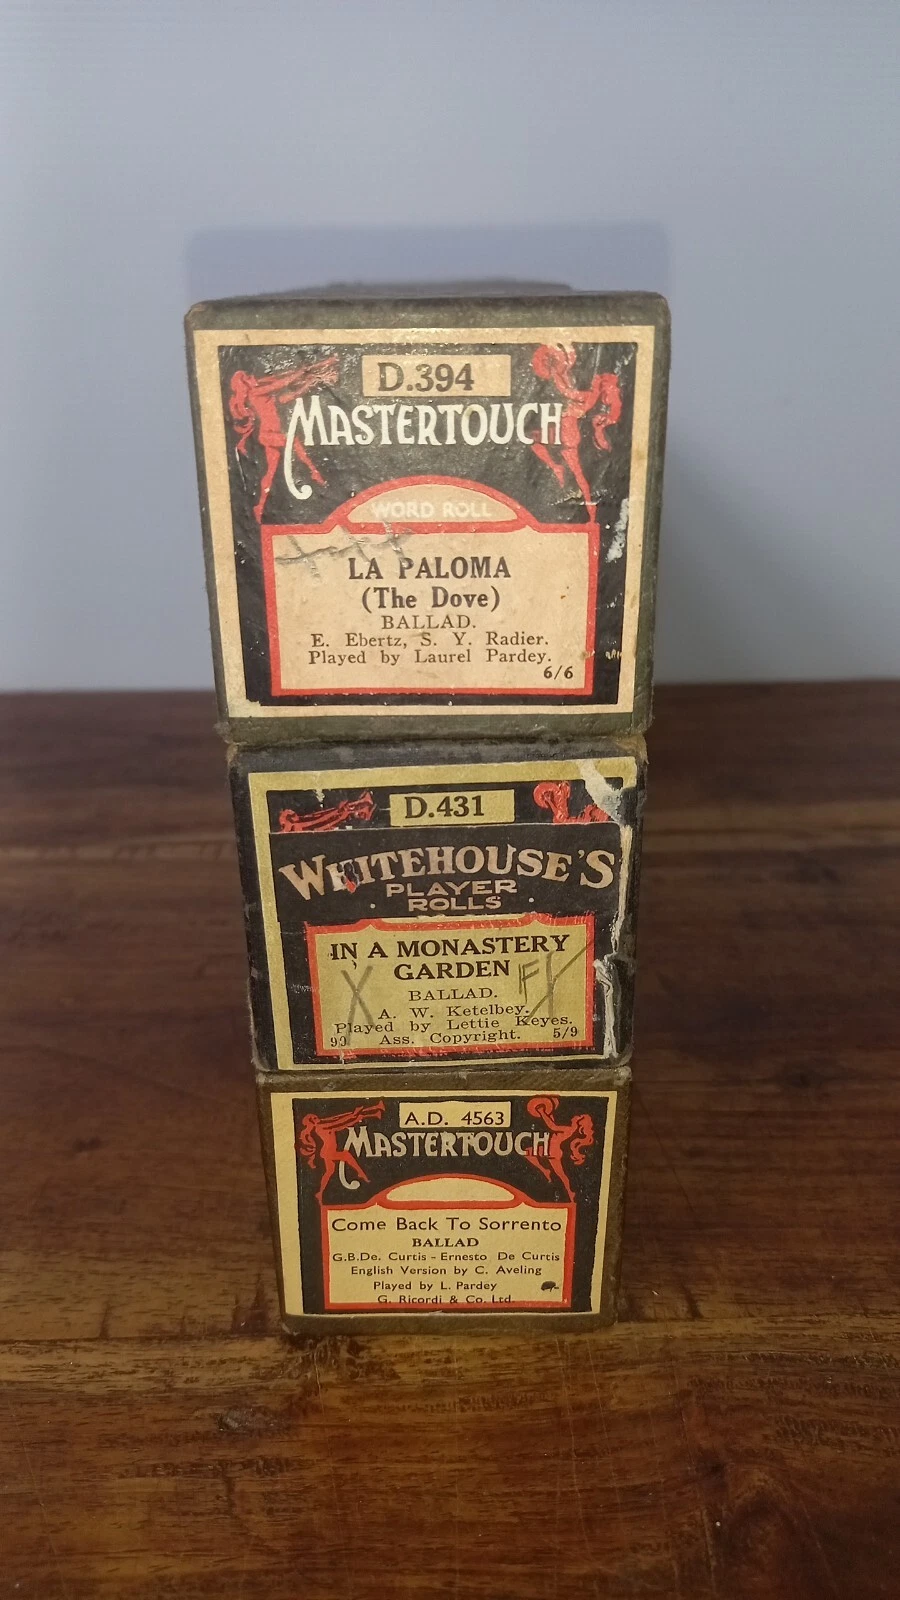 D.394
MASTERTOUCH
WORD ROLL
LA PALOMA
(The Dove)
BALLAD.
E. Ebertz, S. Y. Radier.
Played by Laurel Pardey.
6/6
D.431
WHITEHOUSE'S
PLAYER
ROLLS
IN A MONASTERY
GARDEN
BALLAD.
A. W. Ketelbey.
Played by Lettie Keyes.
99 Ass. Copyright. 5/9
A.D. 4563
MASTERTOUCH
Come Back To Sorrento
BALLAD
G.B.De. Curtis - Ernesto De Curtis
English Version by C. Aveling
Played by L. Pardey
G. Ricordi & Co. Ltd.